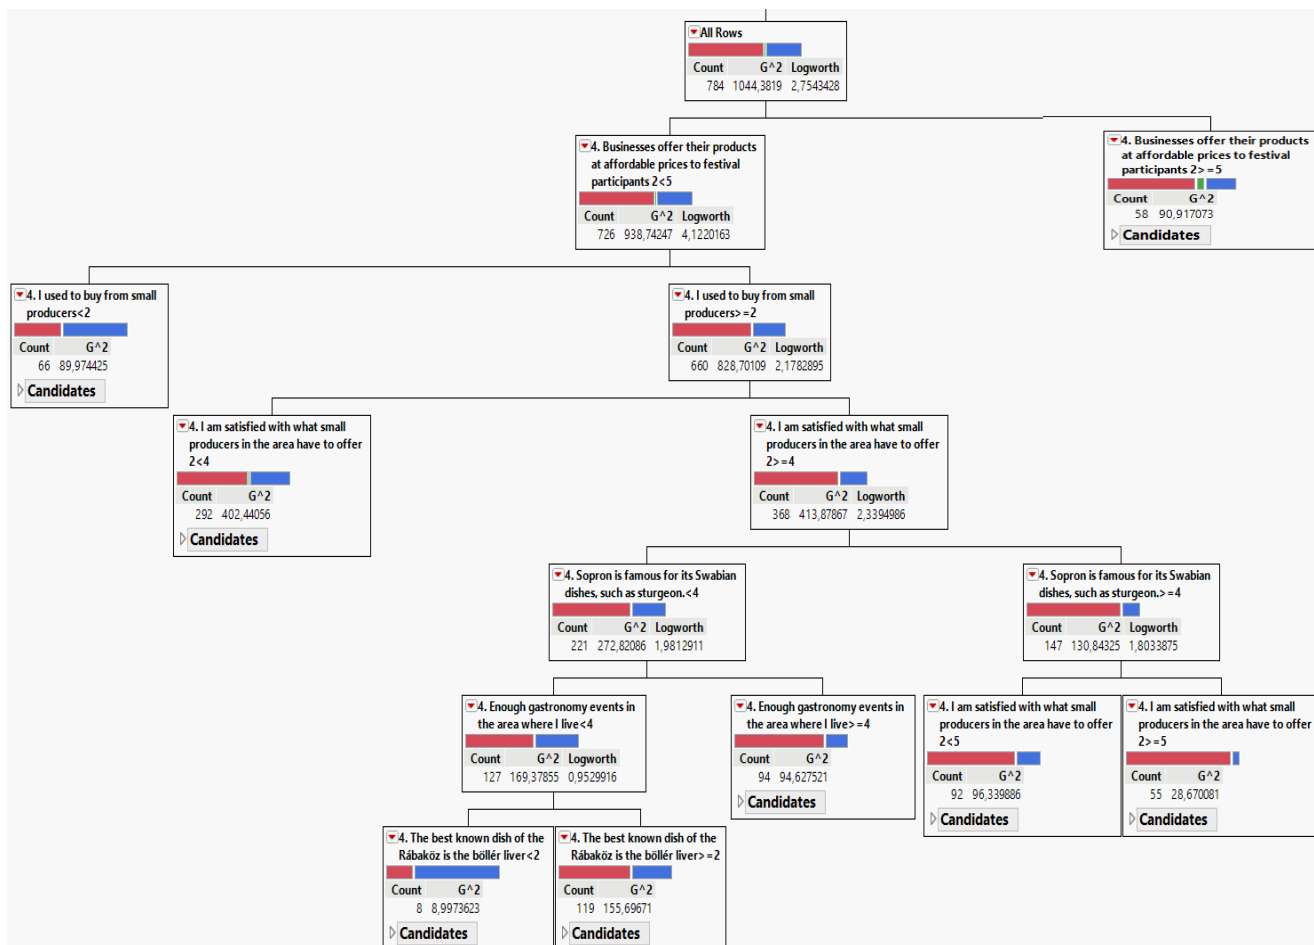 All Rows
Count G^2 Logworth
784 1044,3819 2,7543428
4. Businesses offer their products
at affordable prices to festival
participants 2<5
Count G^2 Logworth
726 938,74247 4,1220163
4. Businesses offer their products
at affordable prices to festival
participants 2>=5
Count G^2
58 90,917073
Candidates
4. I used to buy from small
producers<2
Count G^2
66 89,974425
Candidates
4. I used to buy from small
producers>=2
Count G^2 Logworth
660 828,70109 2,1782895
4. I am satisfied with what small
producers in the area have to offer
2<4
Count G^2
292 402,44056
Candidates
4. I am satisfied with what small
producers in the area have to offer
2>=4
Count G^2 Logworth
368 413,87867 2,3394986
4. Sopron is famous for its Swabian
dishes, such as sturgeon.<4
Count G^2 Logworth
221 272,82086 1,9812911
4. Sopron is famous for its Swabian
dishes, such as sturgeon.>=4
Count G^2 Logworth
147 130,84325 1,8033875
4. Enough gastronomy events in
the area where I live<4
Count G^2 Logworth
127 169,37855 0,9529916
4. Enough gastronomy events in
the area where I live>=4
Count G^2
94 94,627521
Candidates
4. I am satisfied with what small
producers in the area have to offer
2<5
Count G^2
92 96,339886
Candidates
4. I am satisfied with what small
producers in the area have to offer
2>=5
Count G^2
55 28,670081
Candidates
4. The best known dish of the
Rábaköz is the böllér liver<2
Count G^2
8 8,9973623
Candidates
4. The best known dish of the
Rábaköz is the böllér liver>=2
Count G^2
119 155,69671
Candidates